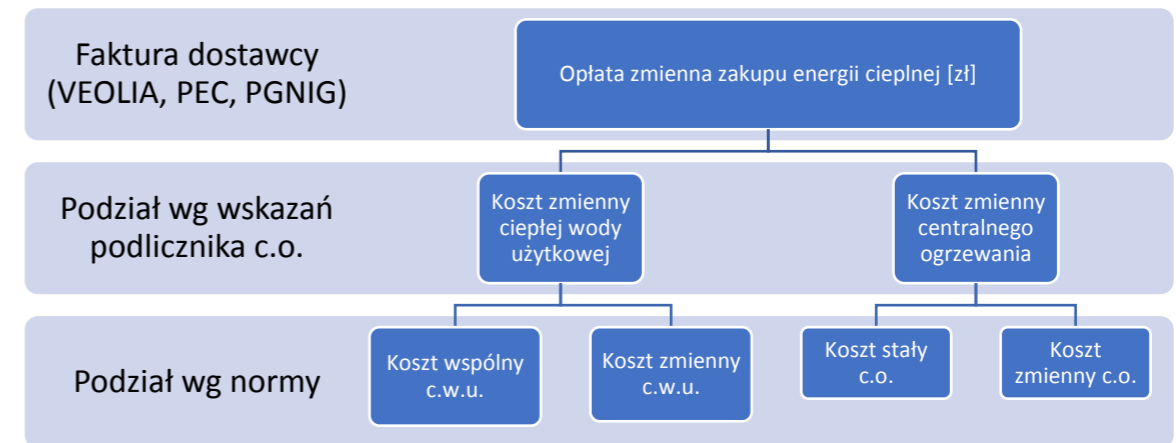 Faktura dostawcy
(VEOLIA, PEC, PGNIG)
Opłata zmienna zakupu energii cieplnej [zł]
Podział wg wskazań
podlicznika c.o.
Koszt zmienny
ciepłej wody
użytkowej
Koszt zmienny
centralnego
ogrzewania
Podział wg normy
Koszt wspólny
c.w.u.
Koszt zmienny
c.w.u.
Koszt stały
c.o.
Koszt
zmienny c.o.